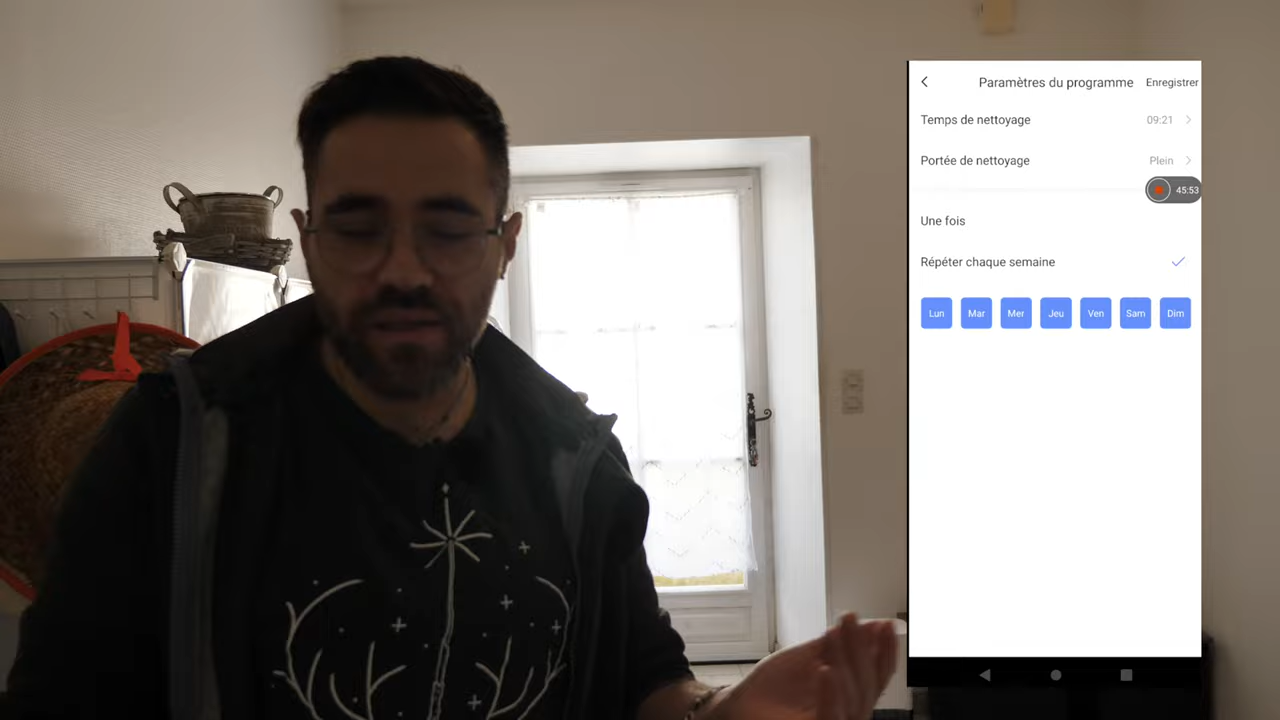 Paramètres du programme Enregistrer
Temps de nettoyage 09:21
Portée de nettoyage Plein
45:53
Une fois
Répéter chaque semaine
Lun Mar Mer Jeu Ven Sam Dim